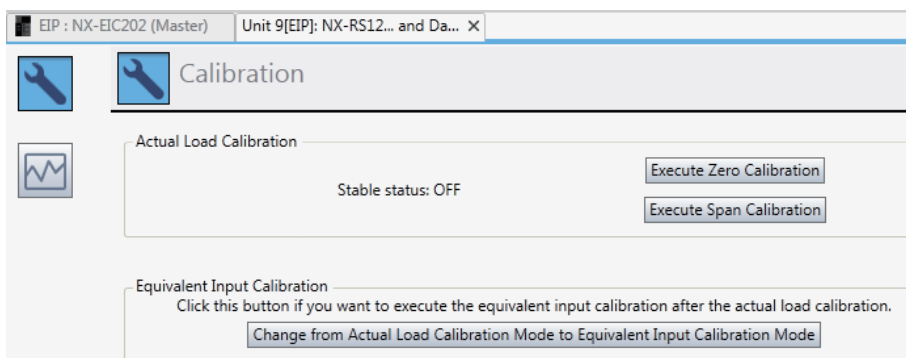 EIP : NX-EIC202 (Master)
Unit 9[EIP]: NX-RS12... and Da...
Calibration
Actual Load Calibration
Stable status: OFF
Execute Zero Calibration
Execute Span Calibration
Equivalent Input Calibration
Click this button if you want to execute the equivalent input calibration after the actual load calibration.
Change from Actual Load Calibration Mode to Equivalent Input Calibration Mode